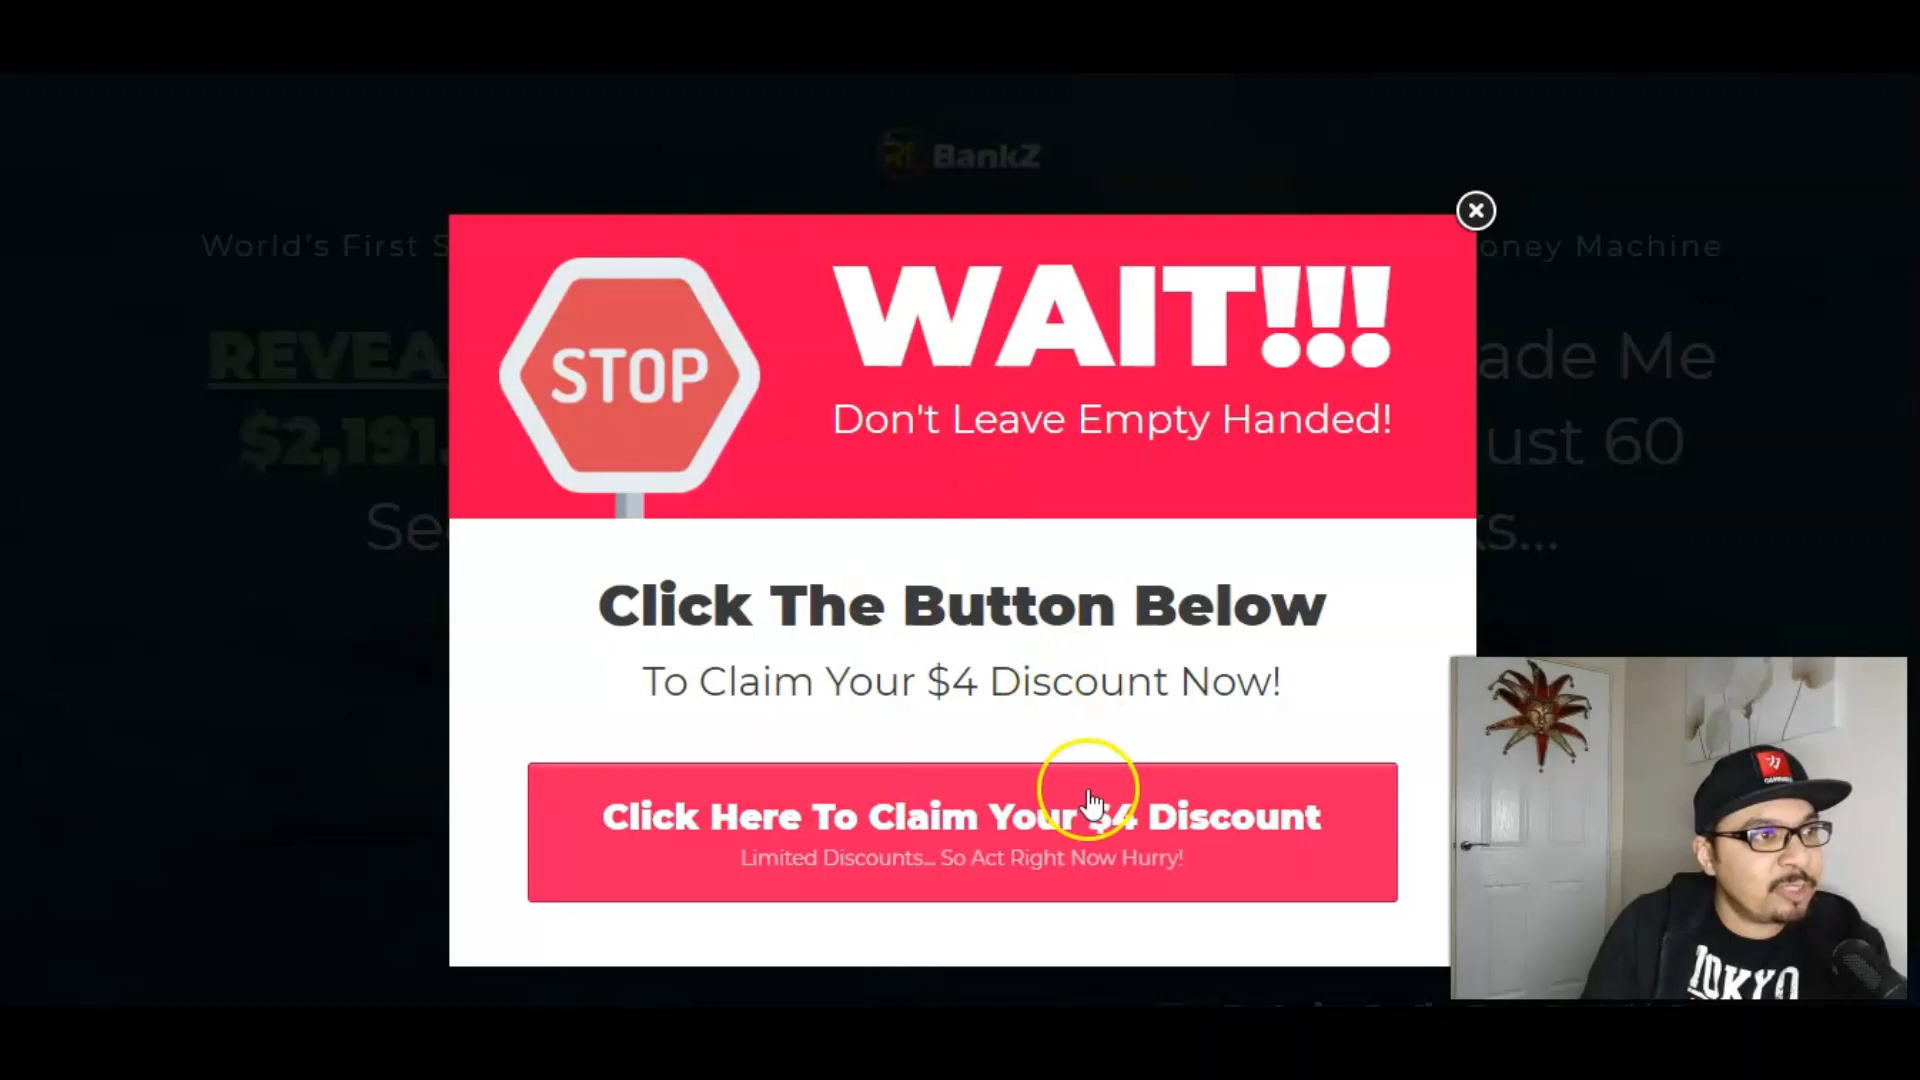 BankZ
World's First
oney Machine
WAIT!!!
STOP
Don't Leave Empty Handed!
REVEA
ade Me
$2,191
ust 60
Click The Button Below
To Claim Your $4 Discount Now!
Click Here To Claim Your $4 Discount
Limited Discounts... So Act Right Now Hurry!
TOKYO